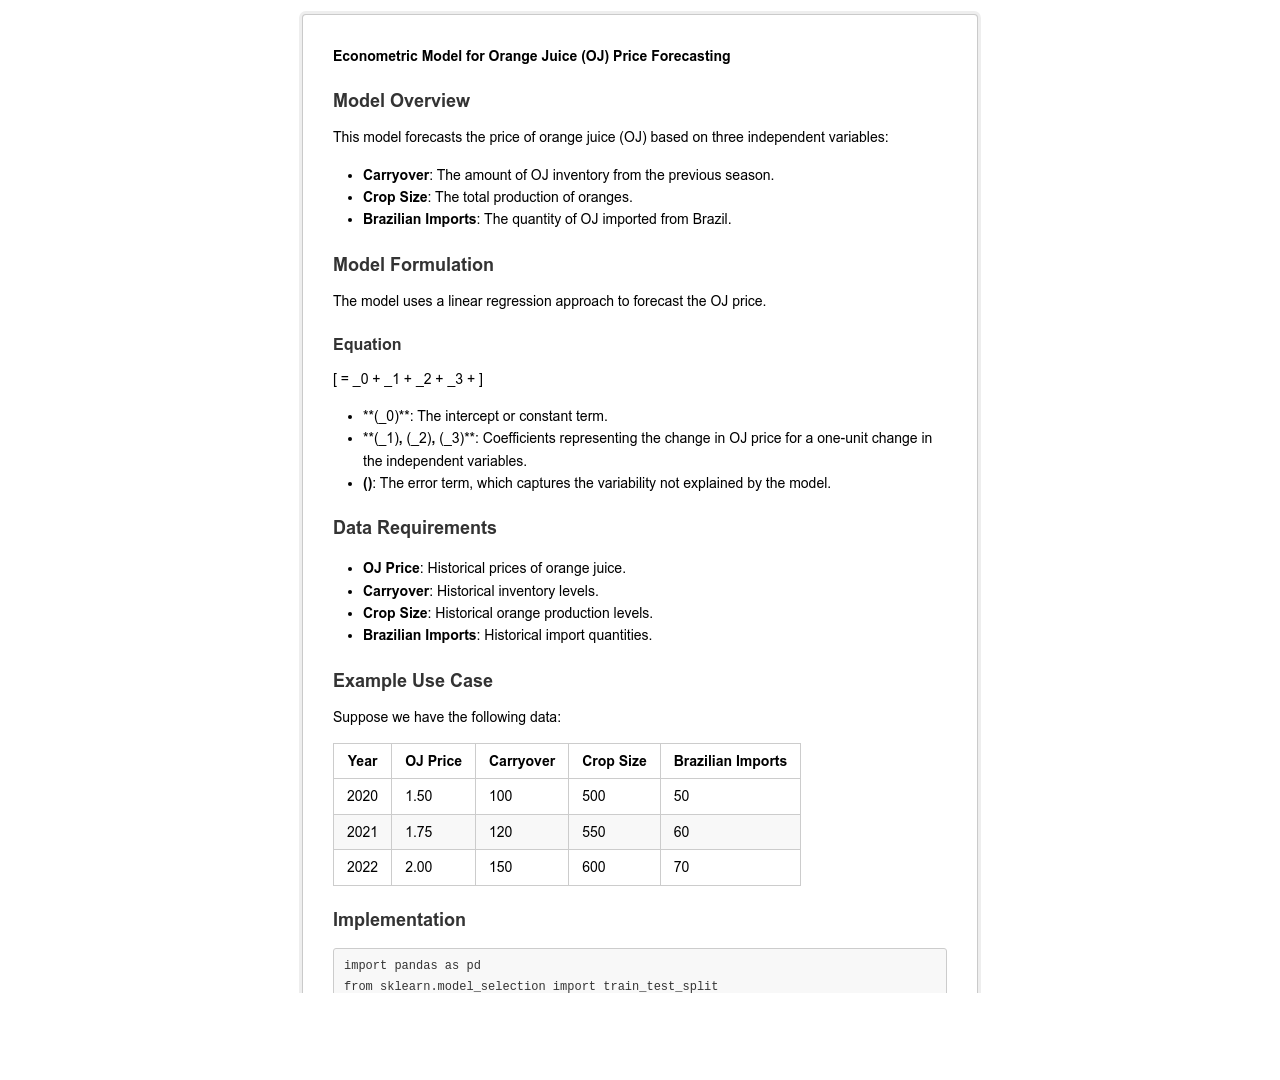 Econometric Model for Orange Juice (OJ) Price Forecasting
Model Overview
This model forecasts the price of orange juice (OJ) based on three independent variables:
• Carryover: The amount of OJ inventory from the previous season.
• Crop Size: The total production of oranges.
• Brazilian Imports: The quantity of OJ imported from Brazil.
Model Formulation
The model uses a linear regression approach to forecast the OJ price.
Equation
[ = _0 + _1 + _2 + _3 + ]
• **(_0)**: The intercept or constant term.
• **(_1), (_2), (_3)**: Coefficients representing the change in OJ price for a one-unit change in
the independent variables.
• (): The error term, which captures the variability not explained by the model.
Data Requirements
• OJ Price: Historical prices of orange juice.
• Carryover: Historical inventory levels.
• Crop Size: Historical orange production levels.
• Brazilian Imports: Historical import quantities.
Example Use Case
Suppose we have the following data:
Year OJ Price Carryover Crop Size Brazilian Imports
2020 1.50 100 500 50
2021 1.75 120 550 60
2022 2.00 150 600 70
Implementation
import pandas as pd
from sklearn.model_selection import train_test_split